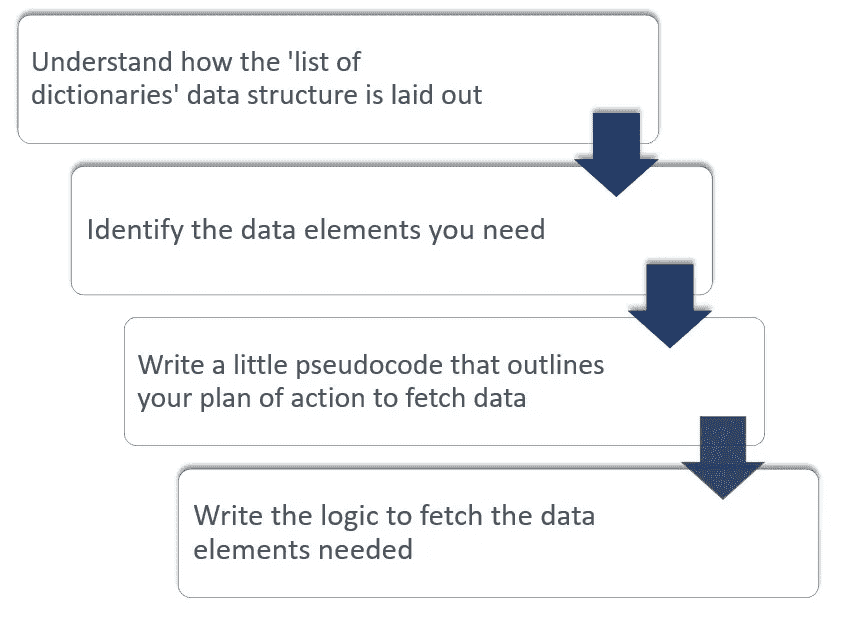 Understand how the 'list of
dictionaries' data structure is laid out
Identify the data elements you need
Write a little pseudocode that outlines
your plan of action to fetch data
Write the logic to fetch the data
elements needed